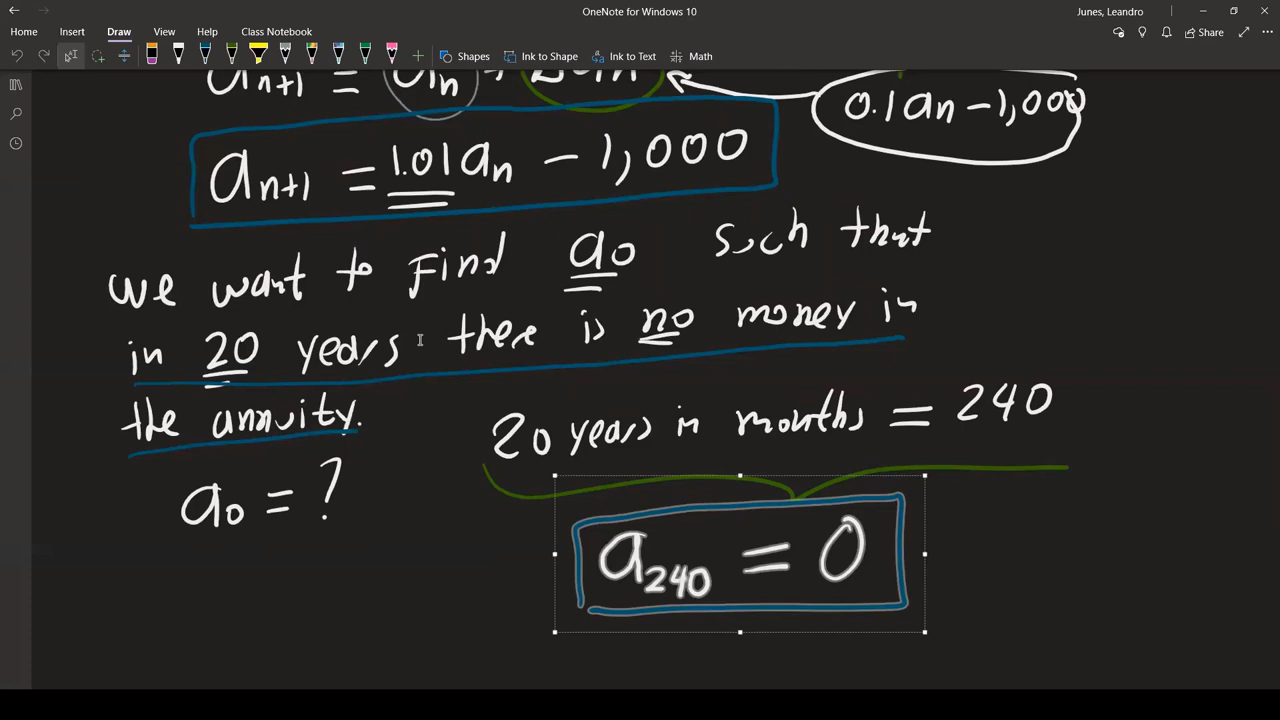 OneNote for Windows 10
Junes, Leandro
Home Insert Draw View Help Class Notebook Share
Shapes Ink to Shape Ink to Text Math
an+1 =
0.1an - 1,000
an+1 = 1.01an - 1,000
we want to Find a0 such that
in 20 years there is no money in
the annuity.
20 years in months = 240
a0 = ?
a240 = 0